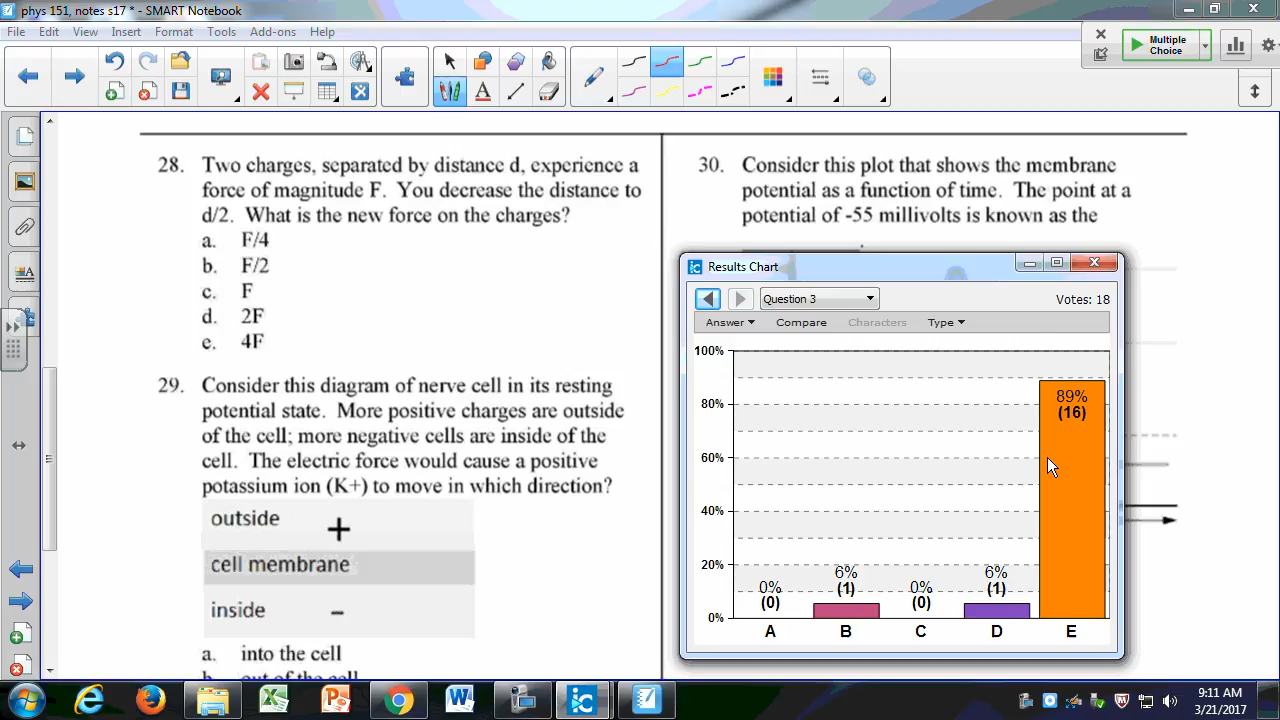 phys 151, notes s17 * - SMART Notebook
File Edit View Insert Format Tools Add-ons Help
Multiple
Choice
28. Two charges, separated by distance d, experience a
force of magnitude F. You decrease the distance to
d/2. What is the new force on the charges?
a. F/4
b. F/2
c. F
d. 2F
e. 4F
29. Consider this diagram of nerve cell in its resting
potential state. More positive charges are outside
of the cell; more negative cells are inside of the
cell. The electric force would cause a positive
potassium ion (K+) to move in which direction?
outside +
cell membrane
inside -
a. into the cell
b. out of the cell
30. Consider this plot that shows the membrane
potential as a function of time. The point at a
potential of -55 millivolts is known as the
Results Chart
Question 3
Votes: 18
Answer Compare Characters Type
100%
80%
60%
40%
20%
0%
0%
(0)
6%
(1)
0%
(0)
6%
(1)
89%
(16)
A B C D E
9:11 AM
3/21/2017